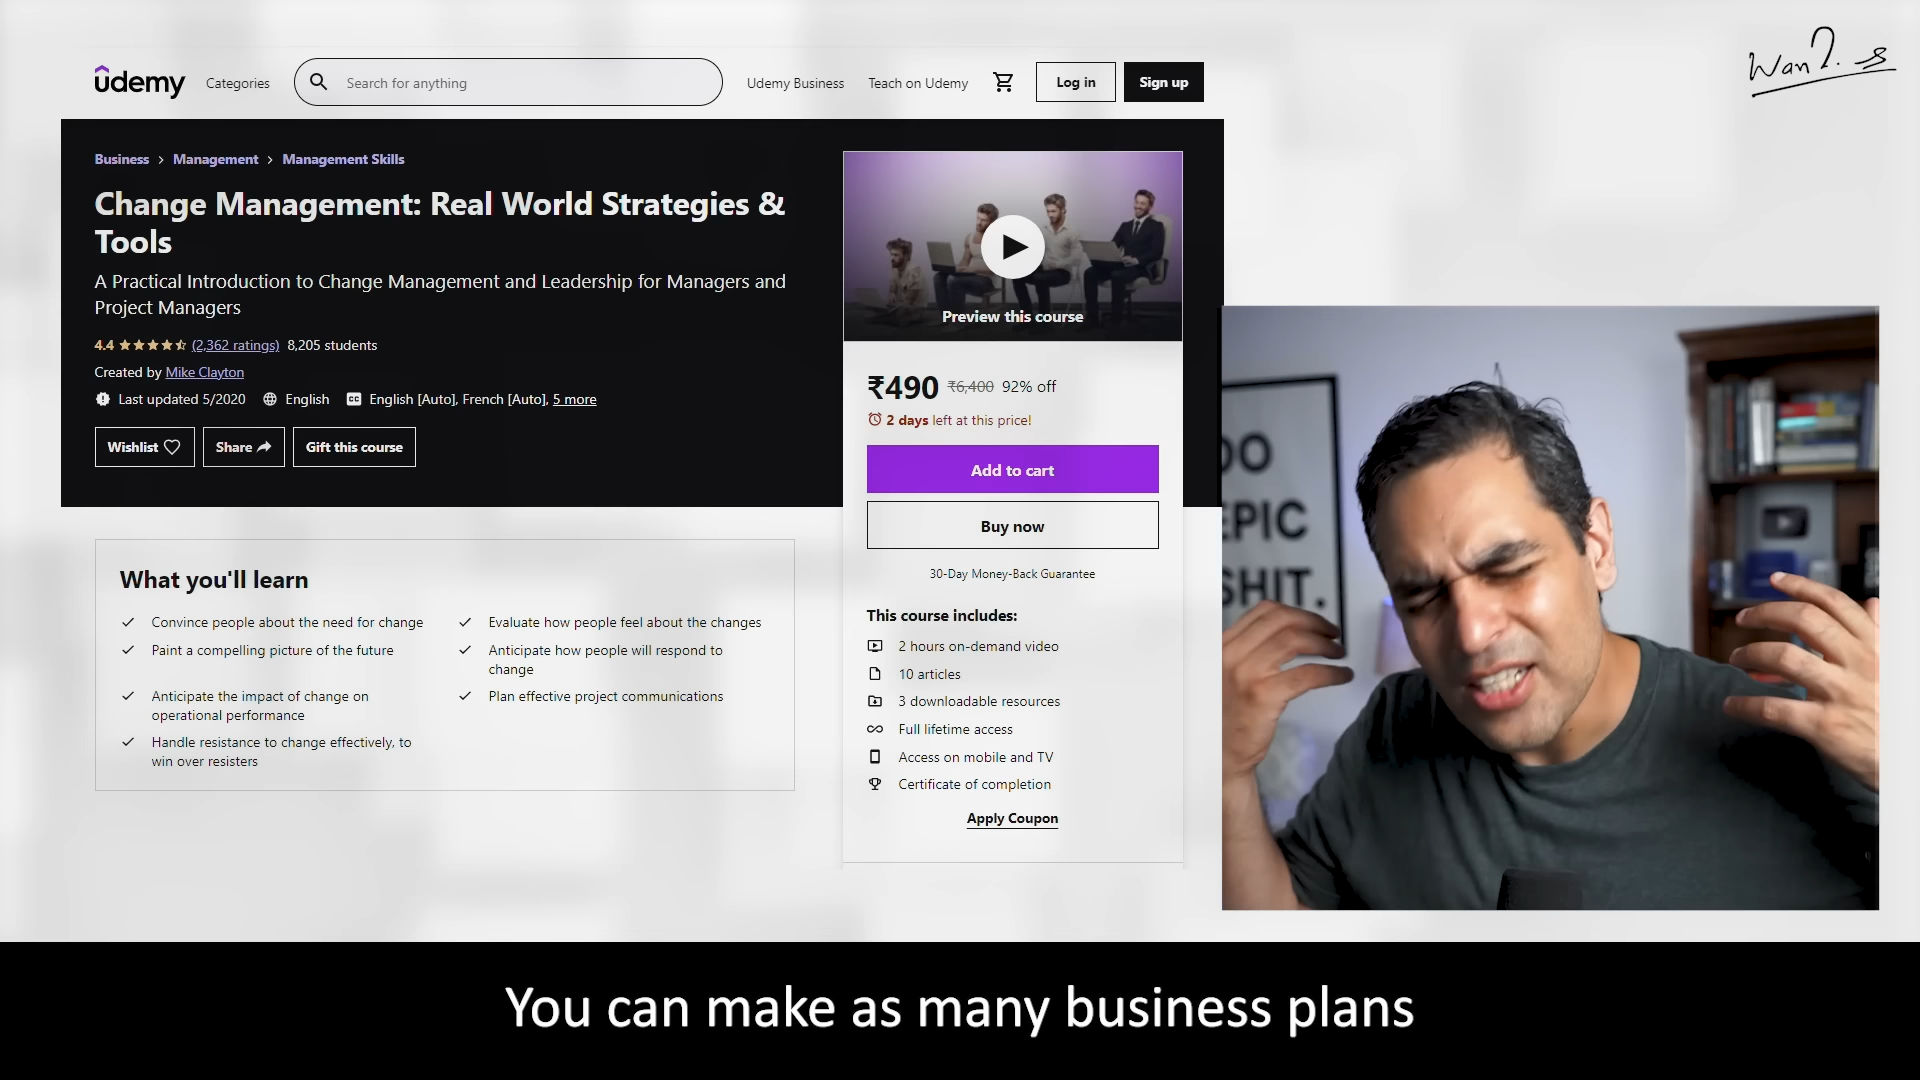 Wan?.s
udemy
Categories
Search for anything
Udemy Business
Teach on Udemy
Log in
Sign up
Business > Management > Management Skills
Change Management: Real World Strategies &
Tools
A Practical Introduction to Change Management and Leadership for Managers and
Project Managers
4.4 (2,362 ratings) 8,205 students
Created by Mike Clayton
Last updated 5/2020 English English [Auto], French [Auto], 5 more
Wishlist
Share
Gift this course
Preview this course
₹490 ₹6,400 92% off
2 days left at this price!
Add to cart
Buy now
30-Day Money-Back Guarantee
This course includes:
2 hours on-demand video
10 articles
3 downloadable resources
Full lifetime access
Access on mobile and TV
Certificate of completion
Apply Coupon
What you'll learn
Convince people about the need for change
Paint a compelling picture of the future
Anticipate the impact of change on
operational performance
Handle resistance to change effectively, to
win over resisters
Evaluate how people feel about the changes
Anticipate how people will respond to
change
Plan effective project communications
DO
EPIC
SHIT.
You can make as many business plans